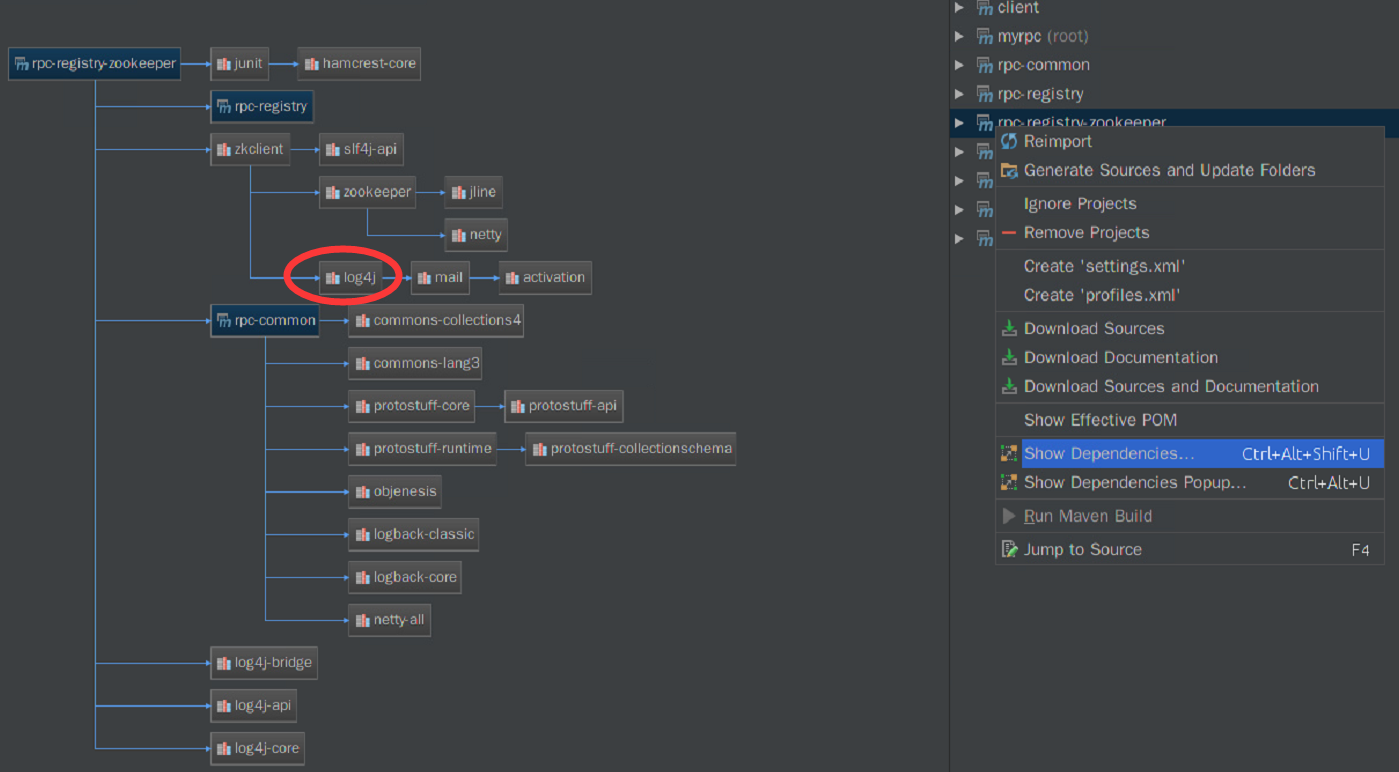 rpc-registry-zookeeper
junit
hamcrest-core
rpc-registry
zkclient
slf4j-api
zookeeper
jline
netty
log4j
mail
activation
rpc-common
commons-collections4
commons-lang3
protostuff-core
protostuff-api
protostuff-runtime
protostuff-collectionschema
objenesis
logback-classic
logback-core
netty-all
log4j-bridge
log4j-api
log4j-core
client
myrpc (root)
rpc-common
rpc-registry
rpc-registry-zookeeper
Reimport
Generate Sources and Update Folders
Ignore Projects
Remove Projects
Create 'settings.xml'
Create 'profiles.xml'
Download Sources
Download Documentation
Download Sources and Documentation
Show Effective POM
Show Dependencies... Ctrl+Alt+Shift+U
Show Dependencies Popup... Ctrl+Alt+U
Run Maven Build
Jump to Source F4